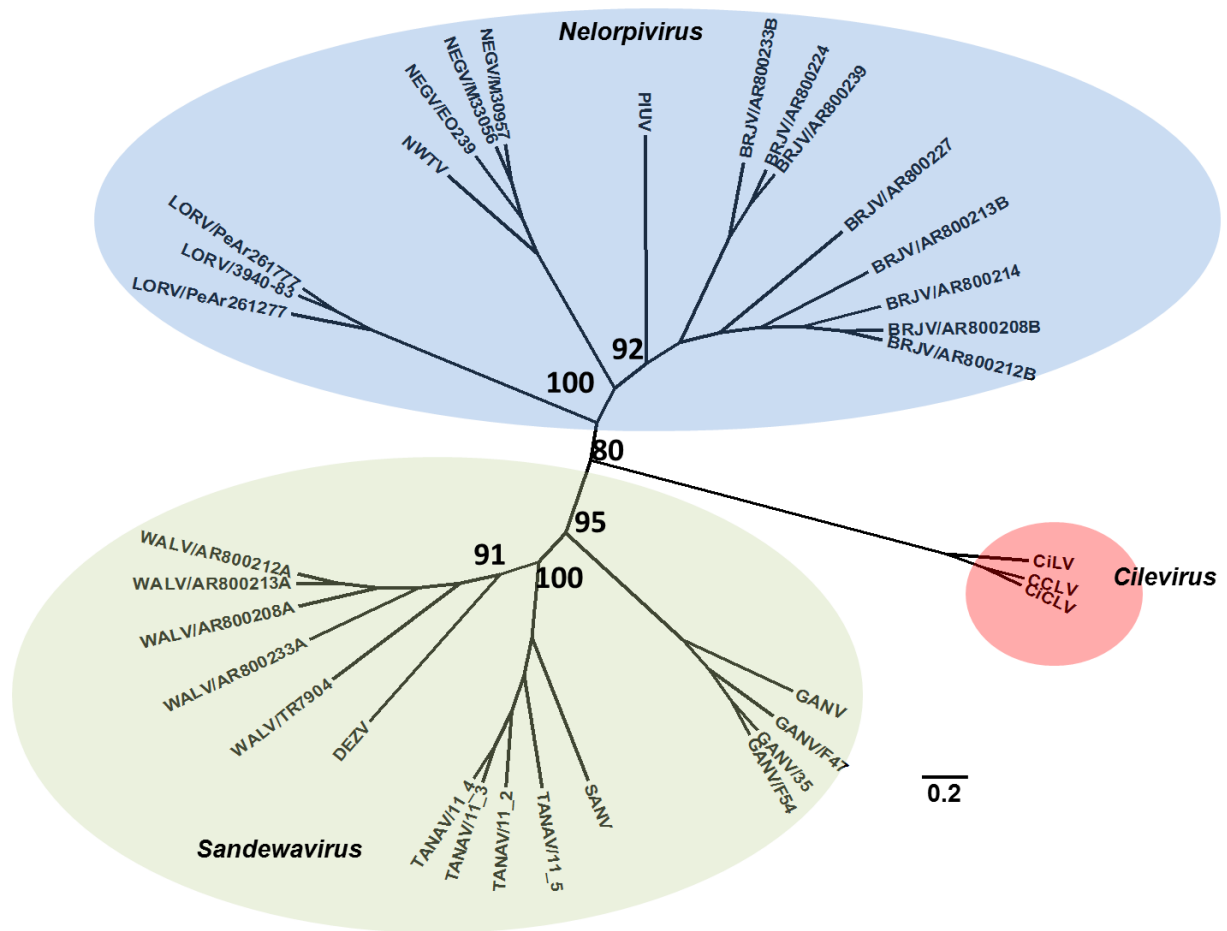 Nelorpivirus
LORV/PeAr261777
LORV/3940-83
LORV/PeAr261277
NWTV
NEGV/EO239
NEGV/M33056
NEGV/M30957
PIUV
BRJV/AR800233B
BRJV/AR800224
BRJV/AR800239
BRJV/AR800227
BRJV/AR800213B
BRJV/AR800214
BRJV/AR800208B
BRJV/AR800212B
92
100
80
95
91
100
CiLV
CCLV
CiCLV
Cilevirus
WALV/AR800212A
WALV/AR800213A
WALV/AR800208A
WALV/AR800233A
WALV/TR7904
DEZV
TANAV/11_4
TANAV/11_3
TANAV/11_2
TANAV/11_5
SANV
GANV
GANV/F47
GANV/35
GANV/F54
0.2
Sandewavirus